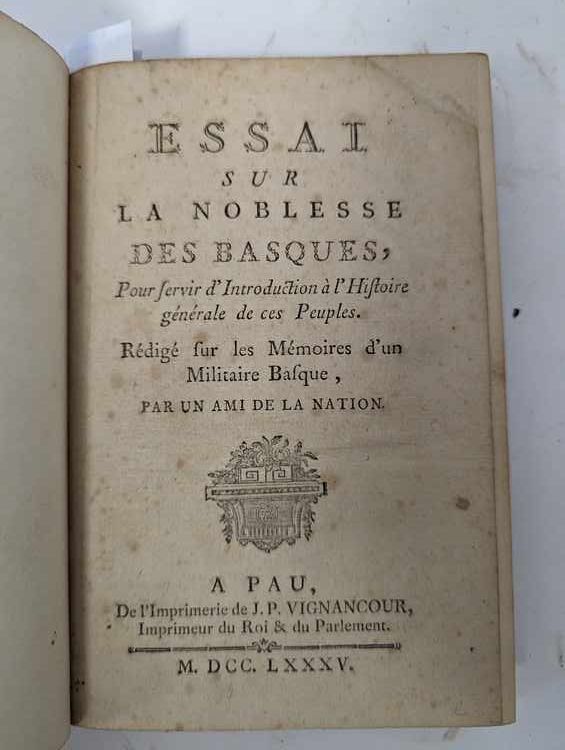 ESSAI
SUR
LA NOBLESSE
DES BASQUES,
Pour ſervir d'Introduction à l'Hiſtoire
générale de ces Peuples.
Rédigé ſur les Mémoires d'un
Militaire Baſque,
PAR UN AMI DE LA NATION.
A PAU,
De l'Imprimerie de J. P. VIGNANCOUR,
Imprimeur du Roi & du Parlement.
M. DCC. LXXXV.